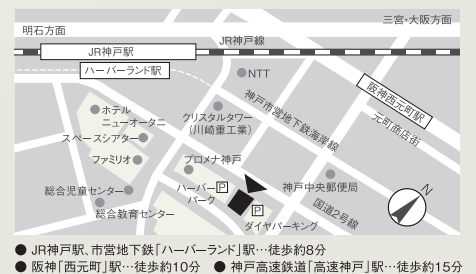 三宮・大阪方面
明石方面
JR神戸線
JR神戸駅
ハーバーランド駅
NTT
阪神西元町駅
ホテル
ニューオータニ
クリスタルタワー
(川崎重工業)
神戸市営地下鉄海岸線
元町商店街
スペースシアター
ファミリオ
プロメナ神戸
総合児童センター
ハーバー
パーク
P
神戸中央郵便局
N
総合教育センター
P
ダイヤパーキング
国道2号線
● JR神戸駅、市営地下鉄「ハーバーランド」駅…徒歩約8分
● 阪神「西元町」駅…徒歩約10分 ● 神戸高速鉄道「高速神戸」駅…徒歩約15分